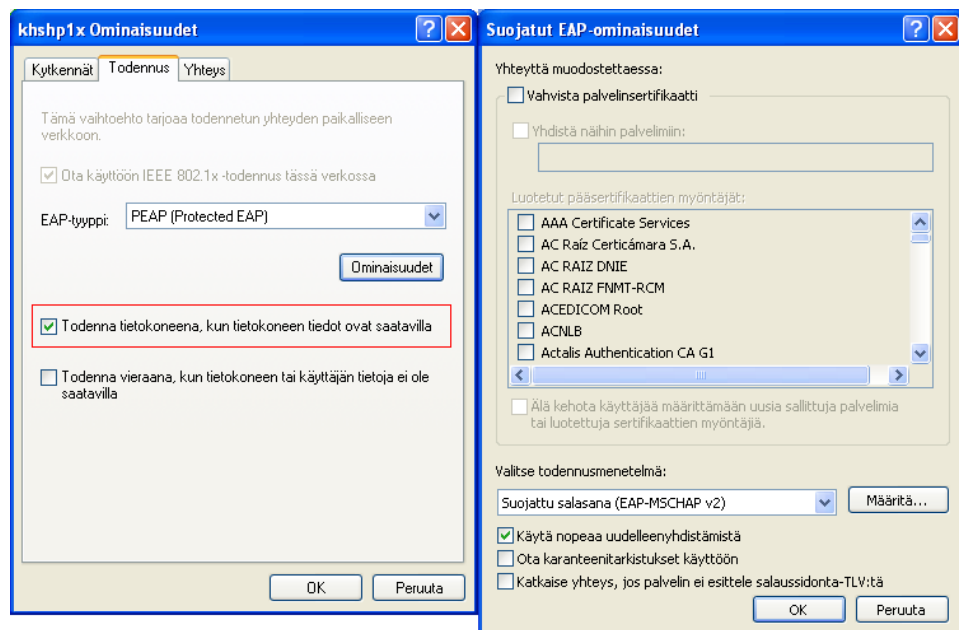 khshp1x Ominaisuudet
Kytkennät Todennus Yhteys
Tämä vaihtoehto tarjoaa todennetun yhteyden paikalliseen
verkkoon.
Ota käyttöön IEEE 802.1x -todennus tässä verkossa
EAP-tyyppi: PEAP (Protected EAP)
Ominaisuudet
Todenna tietokoneena, kun tietokoneen tiedot ovat saatavilla
Todenna vieraana, kun tietokoneen tai käyttäjän tietoja ei ole
saatavilla
OK Peruuta
Suojatut EAP-ominaisuudet
Yhteyttä muodostettaessa:
Vahvista palvelinsertifikaatti
Yhdistä näihin palvelimiin:
Luotetut pääsertifikaattien myöntäjät:
AAA Certificate Services
AC Raíz Certicámara S.A.
AC RAIZ DNIE
AC RAIZ FNMT-RCM
ACEDICOM Root
ACNLB
Actalis Authentication CA G1
Älä kehota käyttäjää määrittämään uusia sallittuja palvelimia
tai luotettuja sertifikaattien myöntäjiä.
Valitse todennusmenetelmä:
Suojattu salasana (EAP-MSCHAP v2) Määritä...
Käytä nopeaa uudelleenyhdistämistä
Ota karanteenitarkistukset käyttöön
Katkaise yhteys, jos palvelin ei esittele salaussidonta-TLV:tä
OK Peruuta